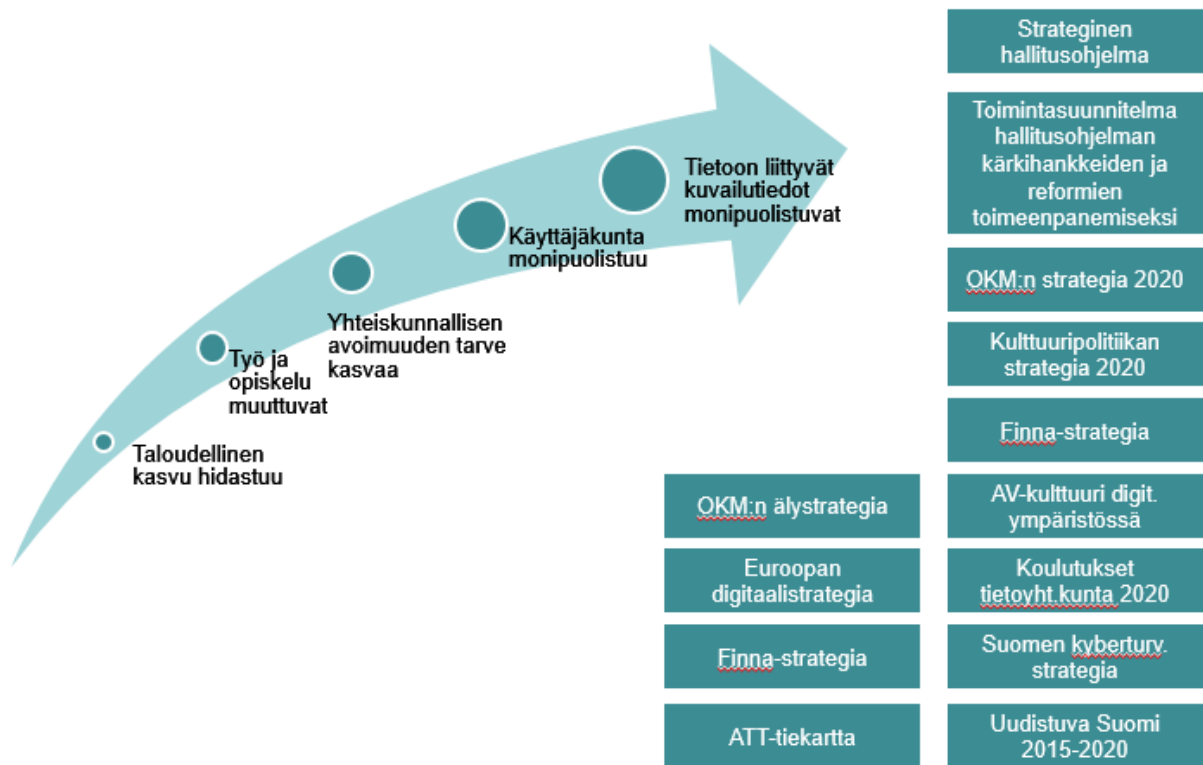 Taloudellinen
kasvu hidastuu
Työ ja
opiskelu
muuttuvat
Yhteiskunnallisen
avoimuuden tarve
kasvaa
Käyttäjäkunta
monipuolistuu
Tietoon liittyvät
kuvailutiedot
monipuolistuvat
Strateginen
hallitusohjelma
Toimintasuunnitelma
hallitusohjelman
kärkihankkeiden ja
reformien
toimeenpanemiseksi
OKM:n strategia 2020
Kulttuuripolitiikan
strategia 2020
Finna-strategia
OKM:n älystrategia
AV-kulttuuri digit.
ympäristössä
Euroopan
digitaalistrategia
Koulutukset
tietoyht.kunta 2020
Finna-strategia
Suomen kyberturv.
strategia
ATT-tiekartta
Uudistuva Suomi
2015-2020